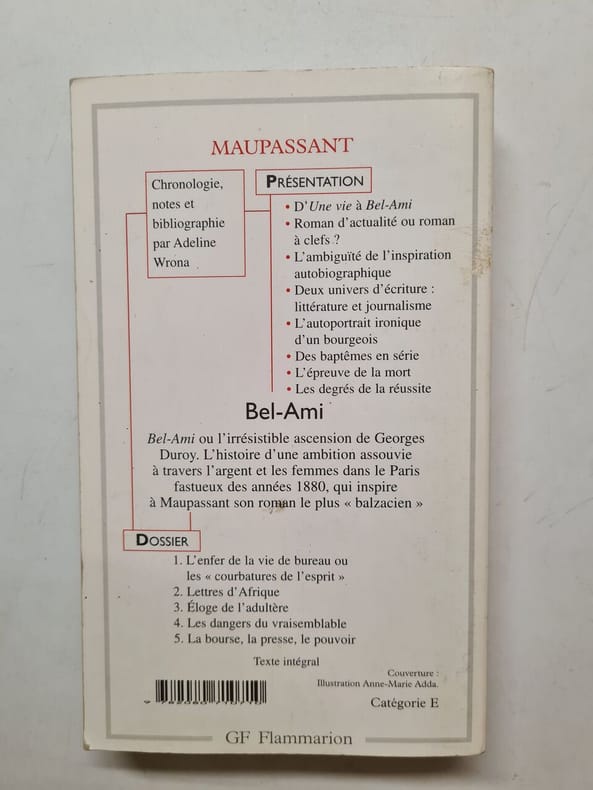 MAUPASSANT
Chronologie,
notes et
bibliographie
par Adeline
Wrona
PRÉSENTATION
• D'Une vie à Bel-Ami
• Roman d'actualité ou roman
à clefs ?
• L'ambiguïté de l'inspiration
autobiographique
• Deux univers d'écriture :
littérature et journalisme
• L'autoportrait ironique
d'un bourgeois
• Des baptêmes en série
• L'épreuve de la mort
• Les degrés de la réussite
Bel-Ami
Bel-Ami ou l'irrésistible ascension de Georges
Duroy. L'histoire d'une ambition assouvie
à travers l'argent et les femmes dans le Paris
fastueux des années 1880, qui inspire
à Maupassant son roman le plus « balzacien »
DOSSIER
1. L'enfer de la vie de bureau ou
les « courbatures de l'esprit »
2. Lettres d'Afrique
3. Éloge de l'adultère
4. Les dangers du vraisemblable
5. La bourse, la presse, le pouvoir
Texte intégral
Couverture :
Illustration Anne-Marie Adda.
Catégorie E
GF Flammarion